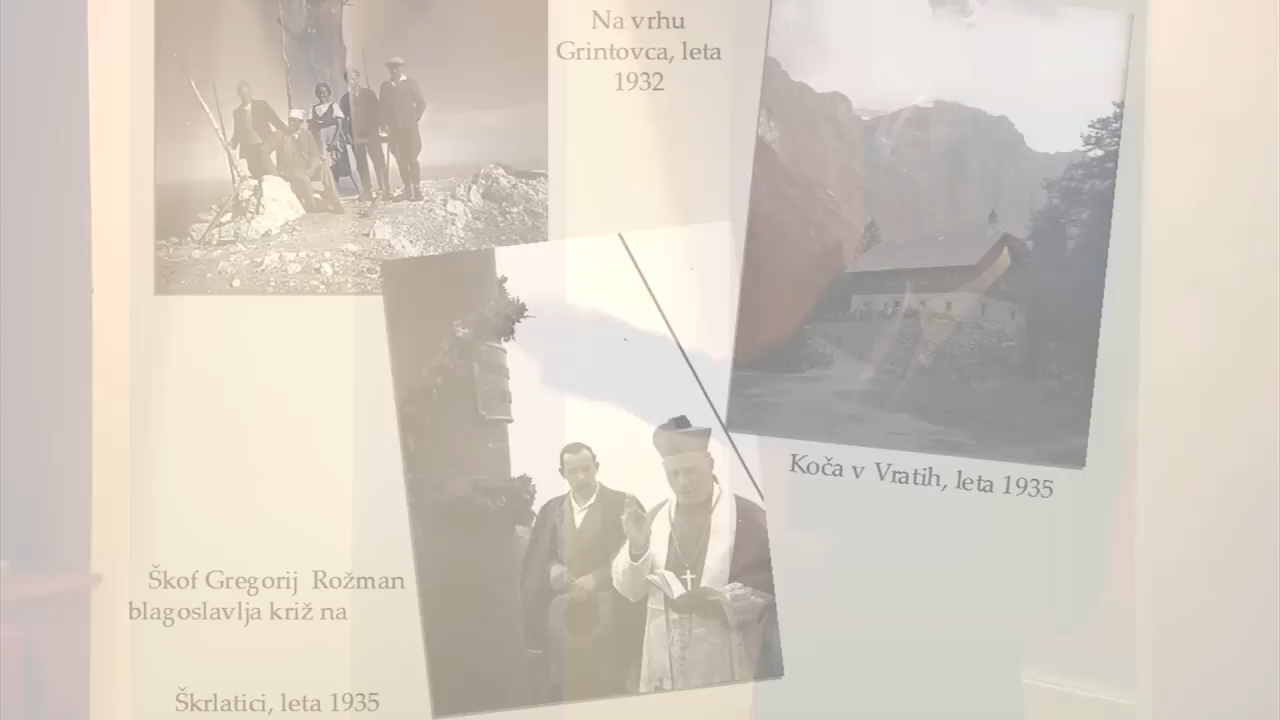 Na vrhu
Grintovca, leta
1932
Koča v Vratih, leta 1935
Škof Gregorij Rožman
blagoslavlja križ na
Škrlatici, leta 1935